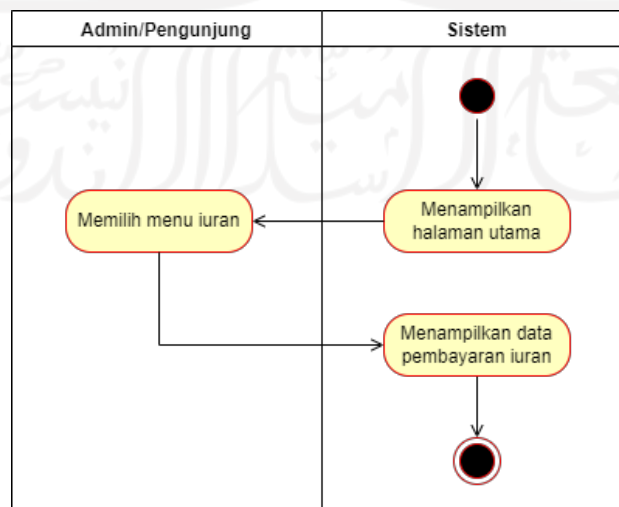 Admin/Pengunjung
Sistem
Menampilkan
halaman utama
Memilih menu iuran
Menampilkan data
pembayaran iuran